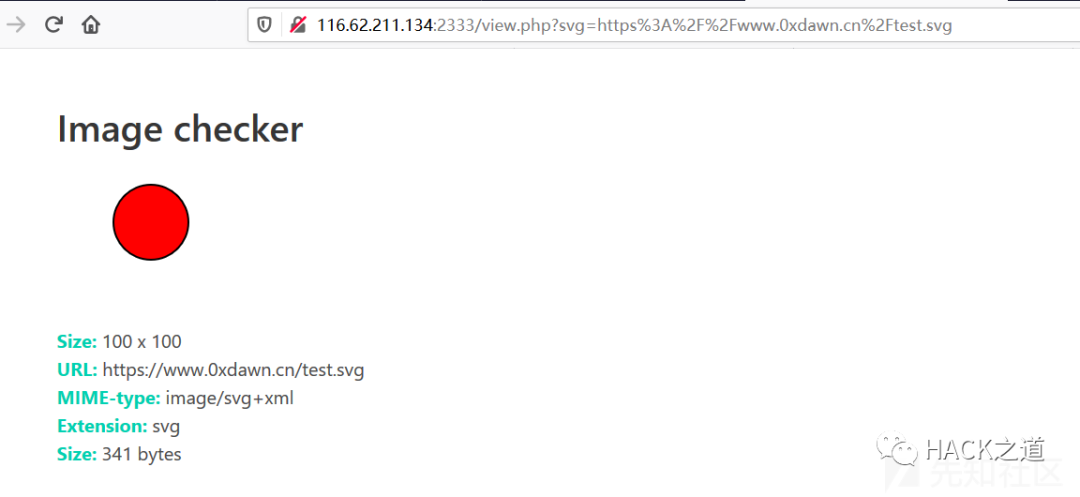 116.62.211.134:2333/view.php?svg=https%3A%2F%2Fwww.0xdawn.cn%2Ftest.svg
Image checker
Size: 100 x 100
URL: https://www.0xdawn.cn/test.svg
MIME-type: image/svg+xml
Extension: svg
Size: 341 bytes
HACK之道
先知社区